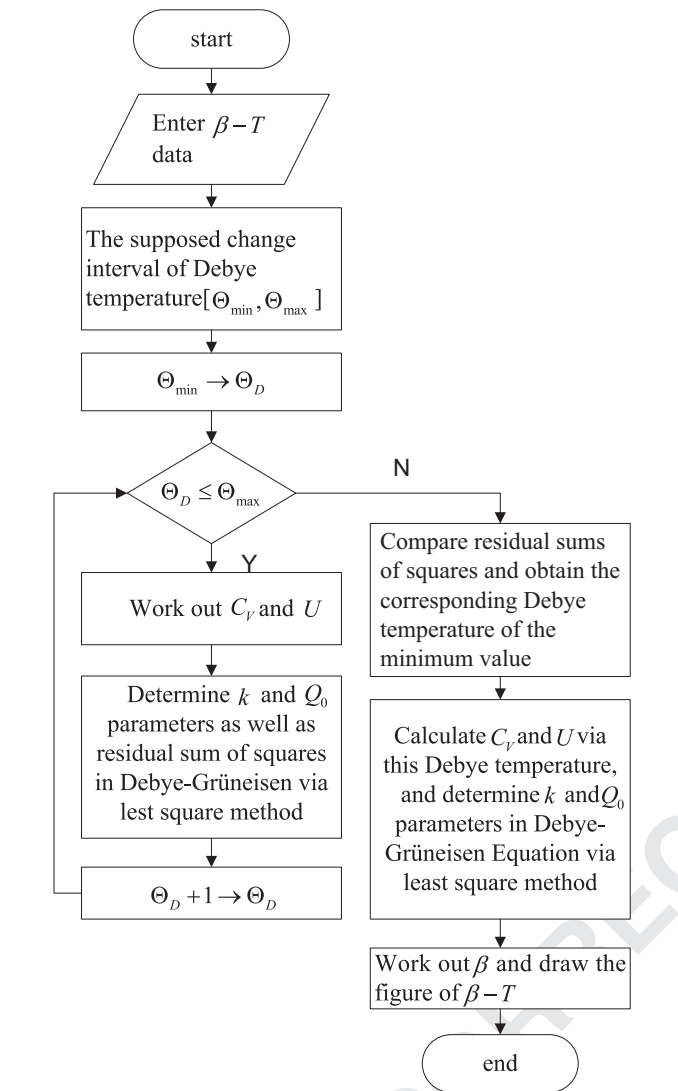 start
Enter β−T
data
The supposed change
interval of Debye
temperature[Θmin,Θmax ]
Θmin → ΘD
ΘD ≤ Θmax
N
Y
Work out CV and U
Determine k and Q0
parameters as well as
residual sum of squares
in Debye-Grüneisen via
lest square method
ΘD +1→ ΘD
Compare residual sums
of squares and obtain the
corresponding Debye
temperature of the
minimum value
Calculate CV and U via
this Debye temperature,
and determine k and Q0
parameters in Debye-
Grüneisen Equation via
least square method
Work out β and draw the
figure of β−T
end